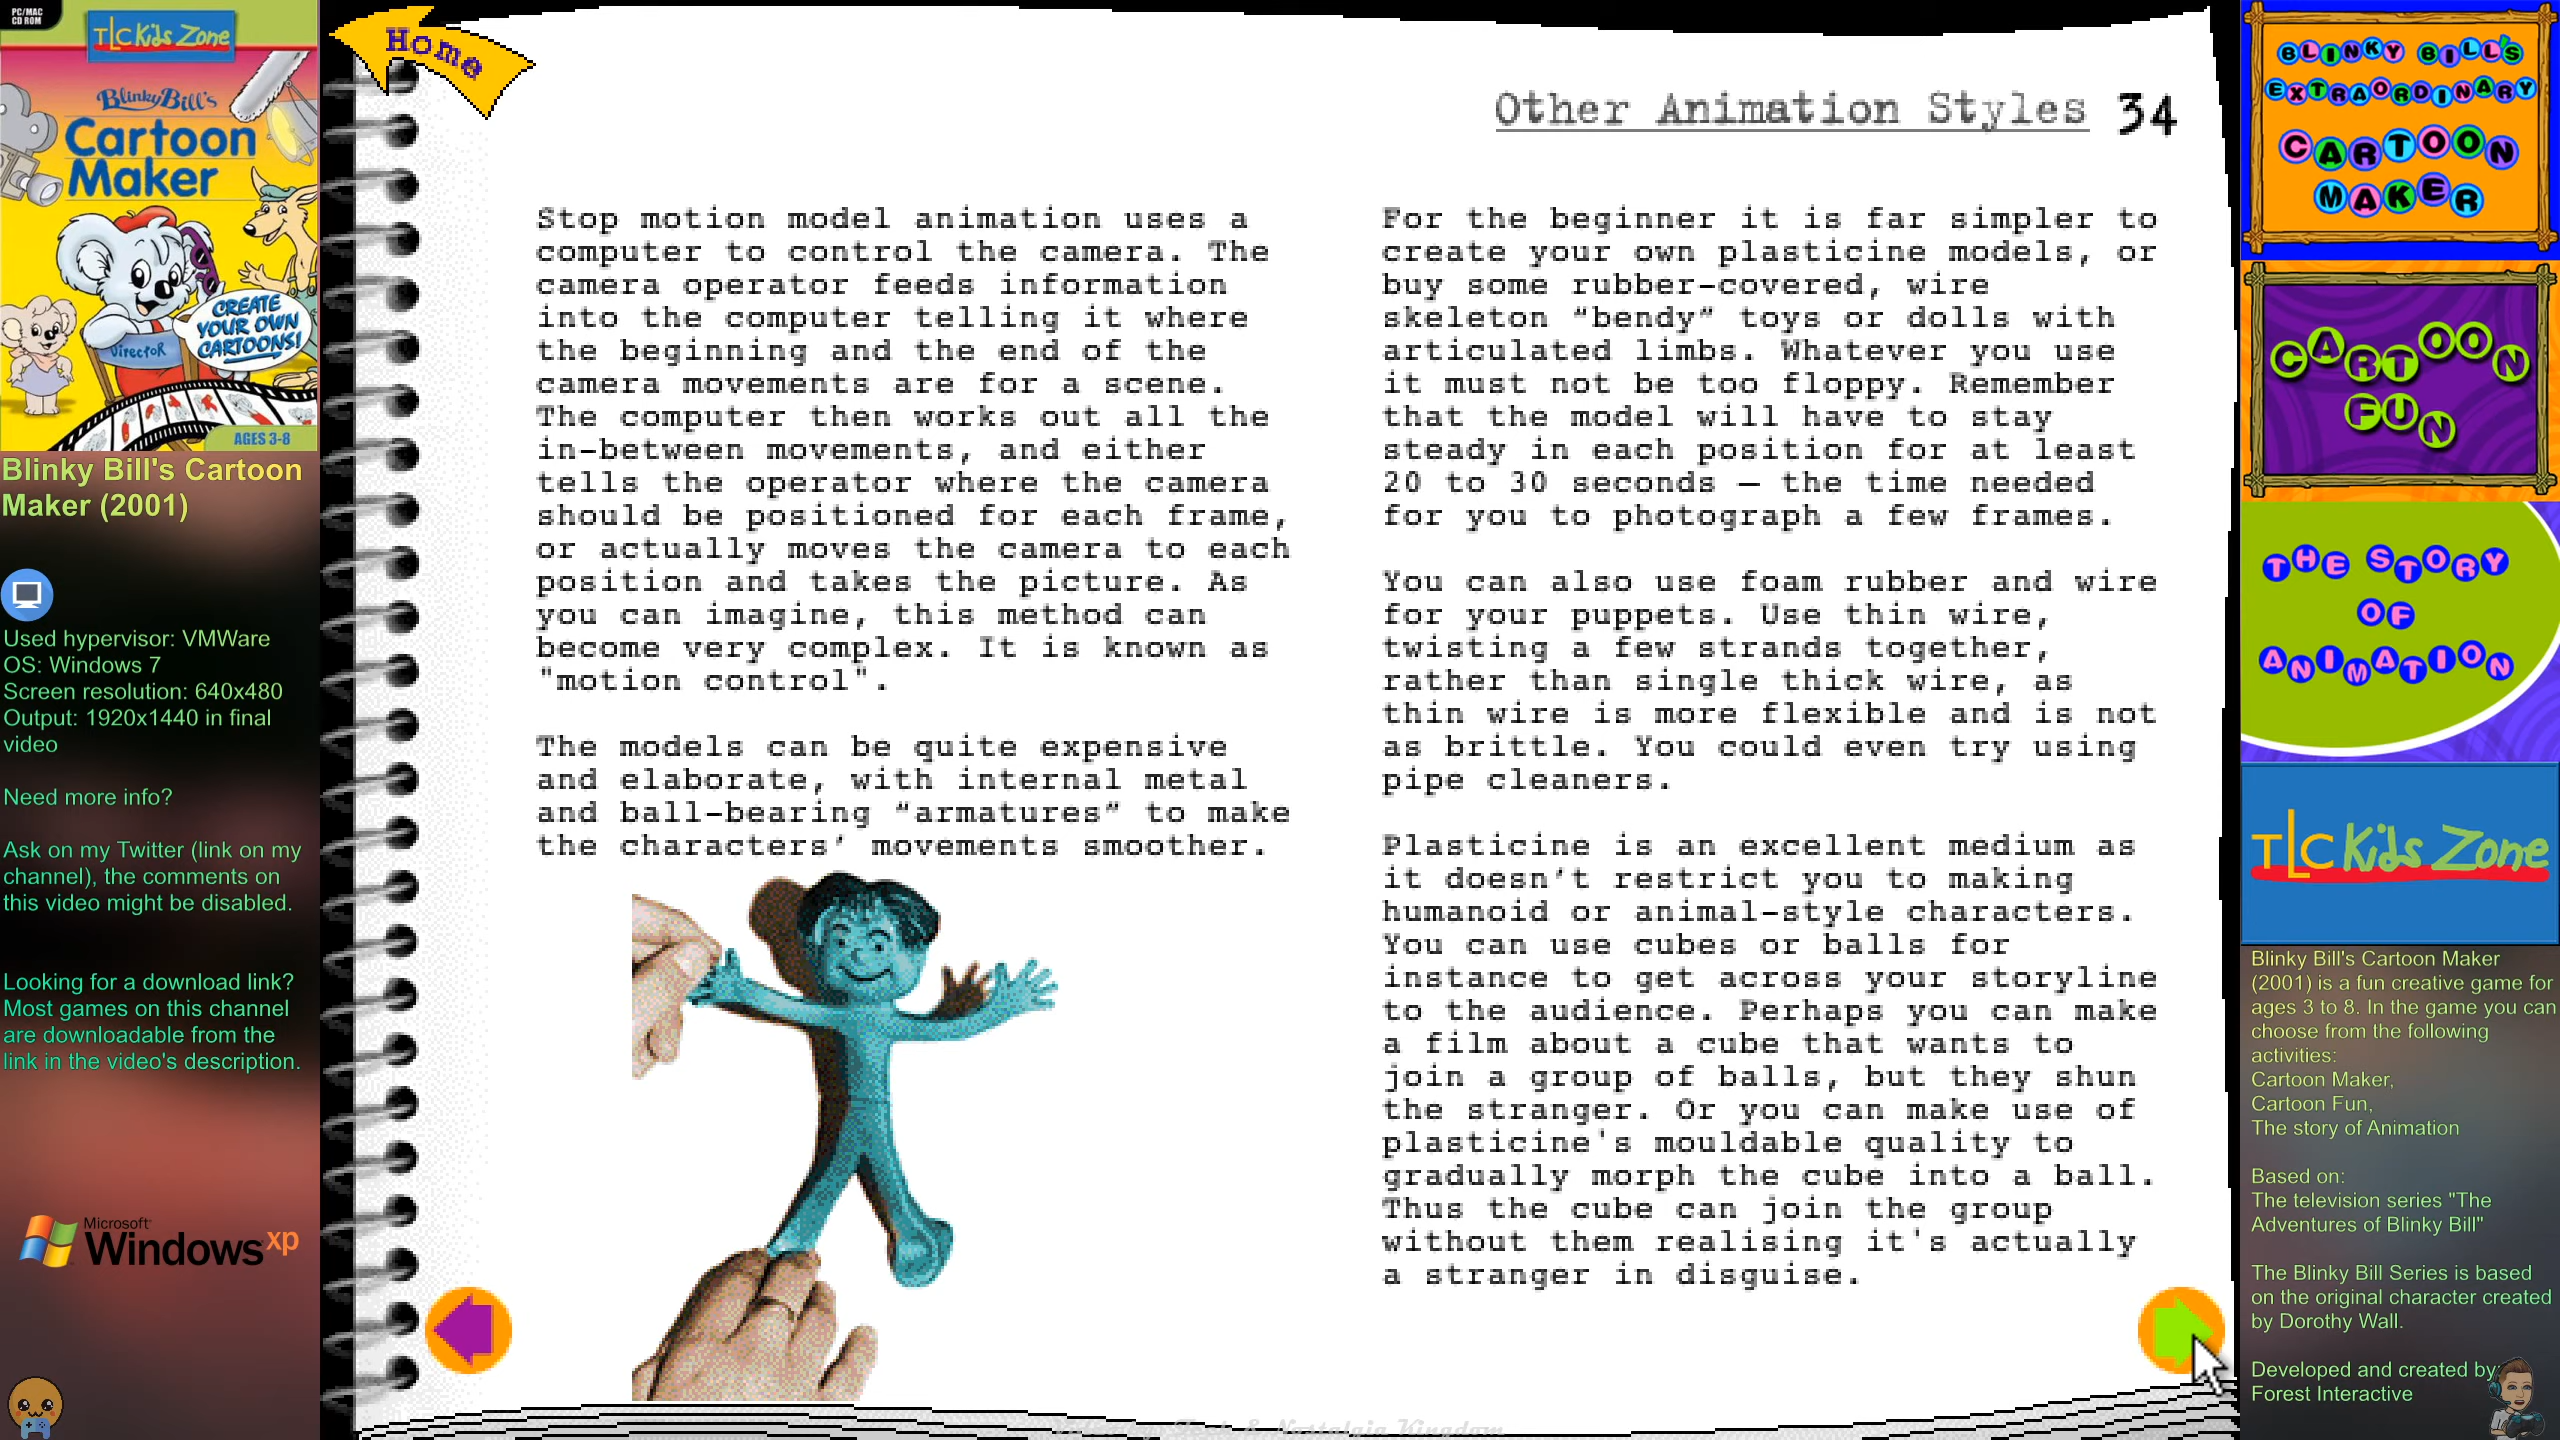 PC/MAC
CD ROM
TLC Kids Zone
Blinky Bill's
Cartoon
Maker
CREATE
YOUR OWN
CARTOONS!
DIRECTOR
AGES 3-8
Blinky Bill's Cartoon
Maker (2001)
Used hypervisor: VMWare
OS: Windows 7
Screen resolution: 640x480
Output: 1920x1440 in final
video
Need more info?
Ask on my Twitter (link on my
channel), the comments on
this video might be disabled.
Looking for a download link?
Most games on this channel
are downloadable from the
link in the video's description.
Microsoft
Windows xp
Home
Other Animation Styles 34
Stop motion model animation uses a
computer to control the camera. The
camera operator feeds information
into the computer telling it where
the beginning and the end of the
camera movements are for a scene.
The computer then works out all the
in-between movements, and either
tells the operator where the camera
should be positioned for each frame,
or actually moves the camera to each
position and takes the picture. As
you can imagine, this method can
become very complex. It is known as
"motion control".
The models can be quite expensive
and elaborate, with internal metal
and ball-bearing “armatures” to make
the characters’ movements smoother.
For the beginner it is far simpler to
create your own plasticine models, or
buy some rubber-covered, wire
skeleton “bendy” toys or dolls with
articulated limbs. Whatever you use
it must not be too floppy. Remember
that the model will have to stay
steady in each position for at least
20 to 30 seconds — the time needed
for you to photograph a few frames.
You can also use foam rubber and wire
for your puppets. Use thin wire,
twisting a few strands together,
rather than single thick wire, as
thin wire is more flexible and is not
as brittle. You could even try using
pipe cleaners.
Plasticine is an excellent medium as
it doesn’t restrict you to making
humanoid or animal-style characters.
You can use cubes or balls for
instance to get across your storyline
to the audience. Perhaps you can make
a film about a cube that wants to
join a group of balls, but they shun
the stranger. Or you can make use of
plasticine's mouldable quality to
gradually morph the cube into a ball.
Thus the cube can join the group
without them realising it's actually
a stranger in disguise.
& Nostalgia Kingdom
BLINKY BILL'S
EXTRAORDINARY
CARTOON
MAKER
CARTOON
FUN
THE STORY
OF
ANIMATION
TLC Kids Zone
Blinky Bill's Cartoon Maker
(2001) is a fun creative game for
ages 3 to 8. In the game you can
choose from the following
activities:
Cartoon Maker,
Cartoon Fun,
The story of Animation
Based on:
The television series "The
Adventures of Blinky Bill"
The Blinky Bill Series is based
on the original character created
by Dorothy Wall.
Developed and created by:
Forest Interactive